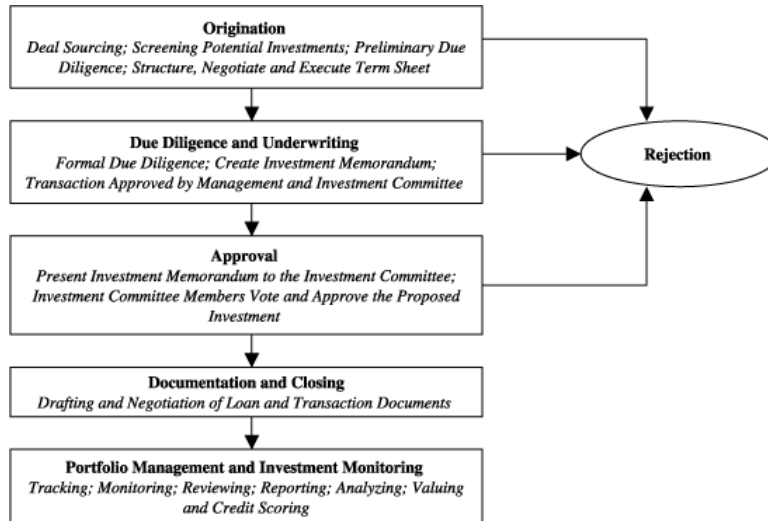 Origination
Deal Sourcing; Screening Potential Investments; Preliminary Due
Diligence; Structure, Negotiate and Execute Term Sheet
Due Diligence and Underwriting
Formal Due Diligence; Create Investment Memorandum;
Transaction Approved by Management and Investment Committee
Rejection
Approval
Present Investment Memorandum to the Investment Committee;
Investment Committee Members Vote and Approve the Proposed
Investment
Documentation and Closing
Drafting and Negotiation of Loan and Transaction Documents
Portfolio Management and Investment Monitoring
Tracking; Monitoring; Reviewing; Reporting; Analyzing; Valuing
and Credit Scoring